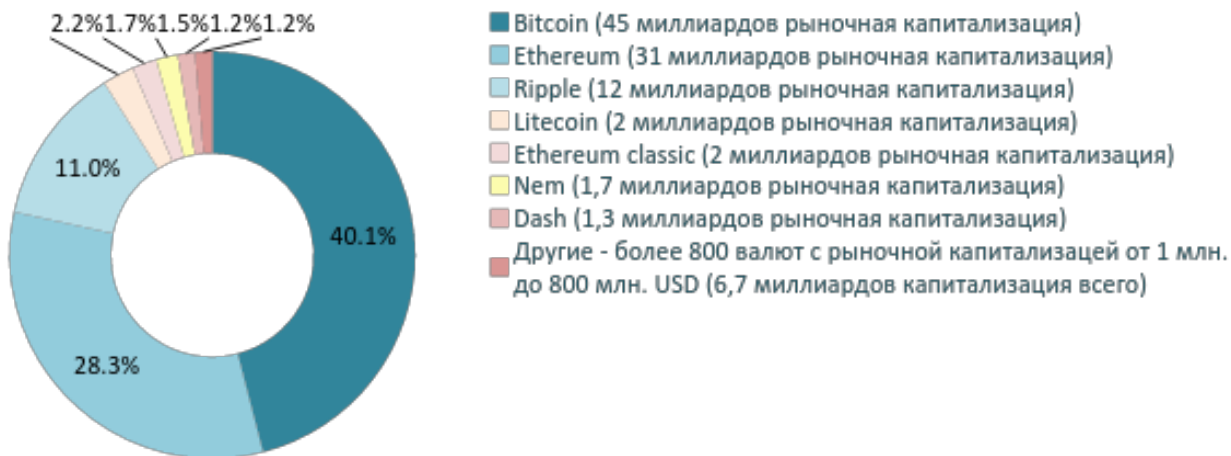 2.2%1.7%1.5%1.2%1.2%
11.0%
40.1%
28.3%
Bitcoin (45 миллиардов рыночная капитализация)
Ethereum (31 миллиардов рыночная капитализация)
Ripple (12 миллиардов рыночная капитализация)
Litecoin (2 миллиардов рыночная капитализация)
Ethereum classic (2 миллиардов рыночная капитализация)
Nem (1,7 миллиардов рыночная капитализация)
Dash (1,3 миллиардов рыночная капитализация)
Другие - более 800 валют с рыночной капитализацей от 1 млн.
до 800 млн. USD (6,7 миллиардов капитализация всего)